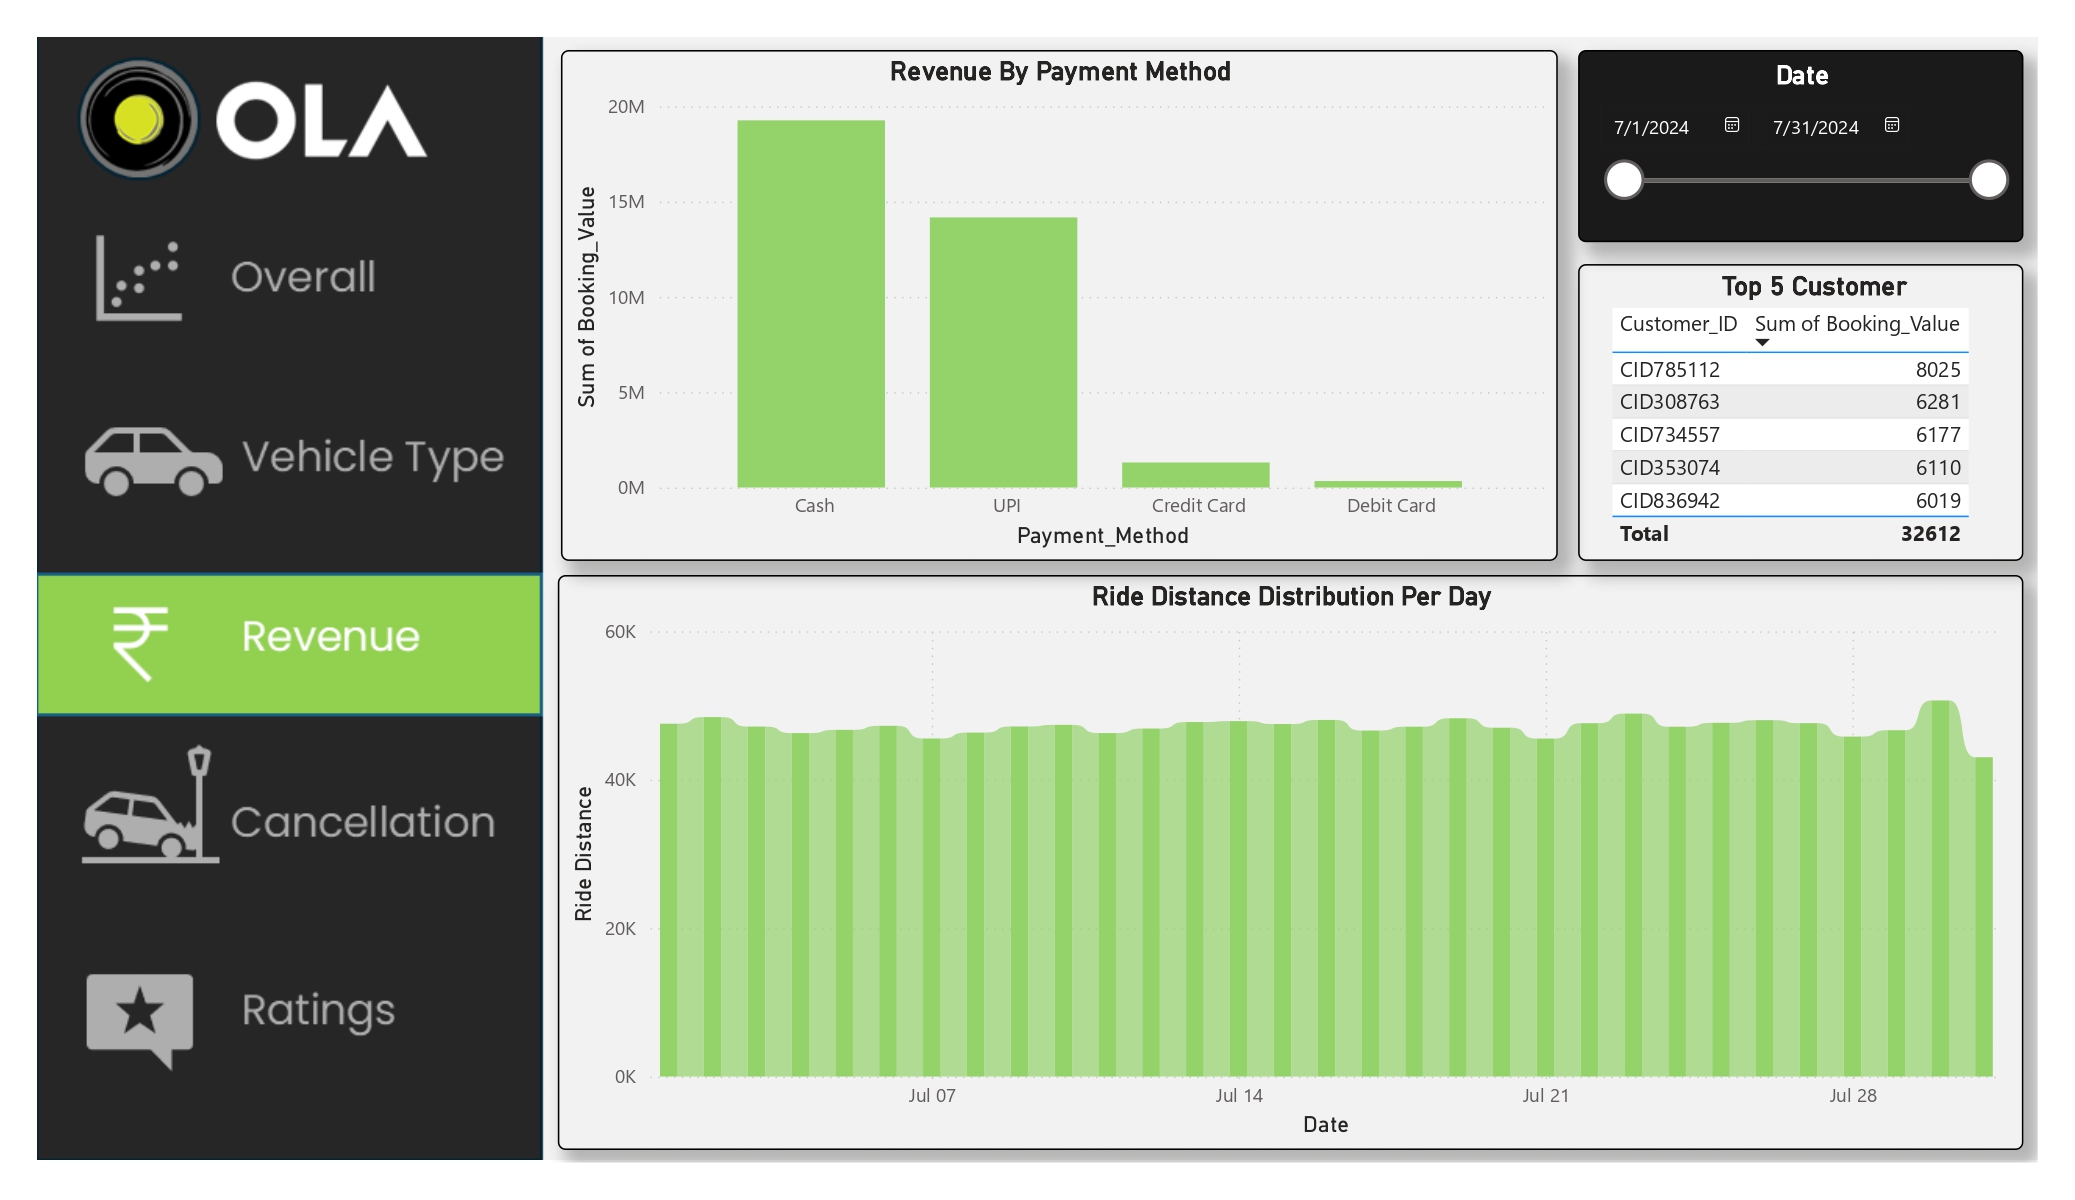 OLA
Overall
Vehicle Type
Revenue
Cancellation
Ratings
Revenue By Payment Method
Sum of Booking_Value
20M
15M
10M
5M
0M
Cash UPI Credit Card Debit Card
Payment_Method
Date
7/1/2024 7/31/2024
Top 5 Customer
Customer_ID Sum of Booking_Value
CID785112 8025
CID308763 6281
CID734557 6177
CID353074 6110
CID836942 6019
Total 32612
Ride Distance Distribution Per Day
Ride Distance
60K
40K
20K
0K
Jul 07 Jul 14 Jul 21 Jul 28
Date